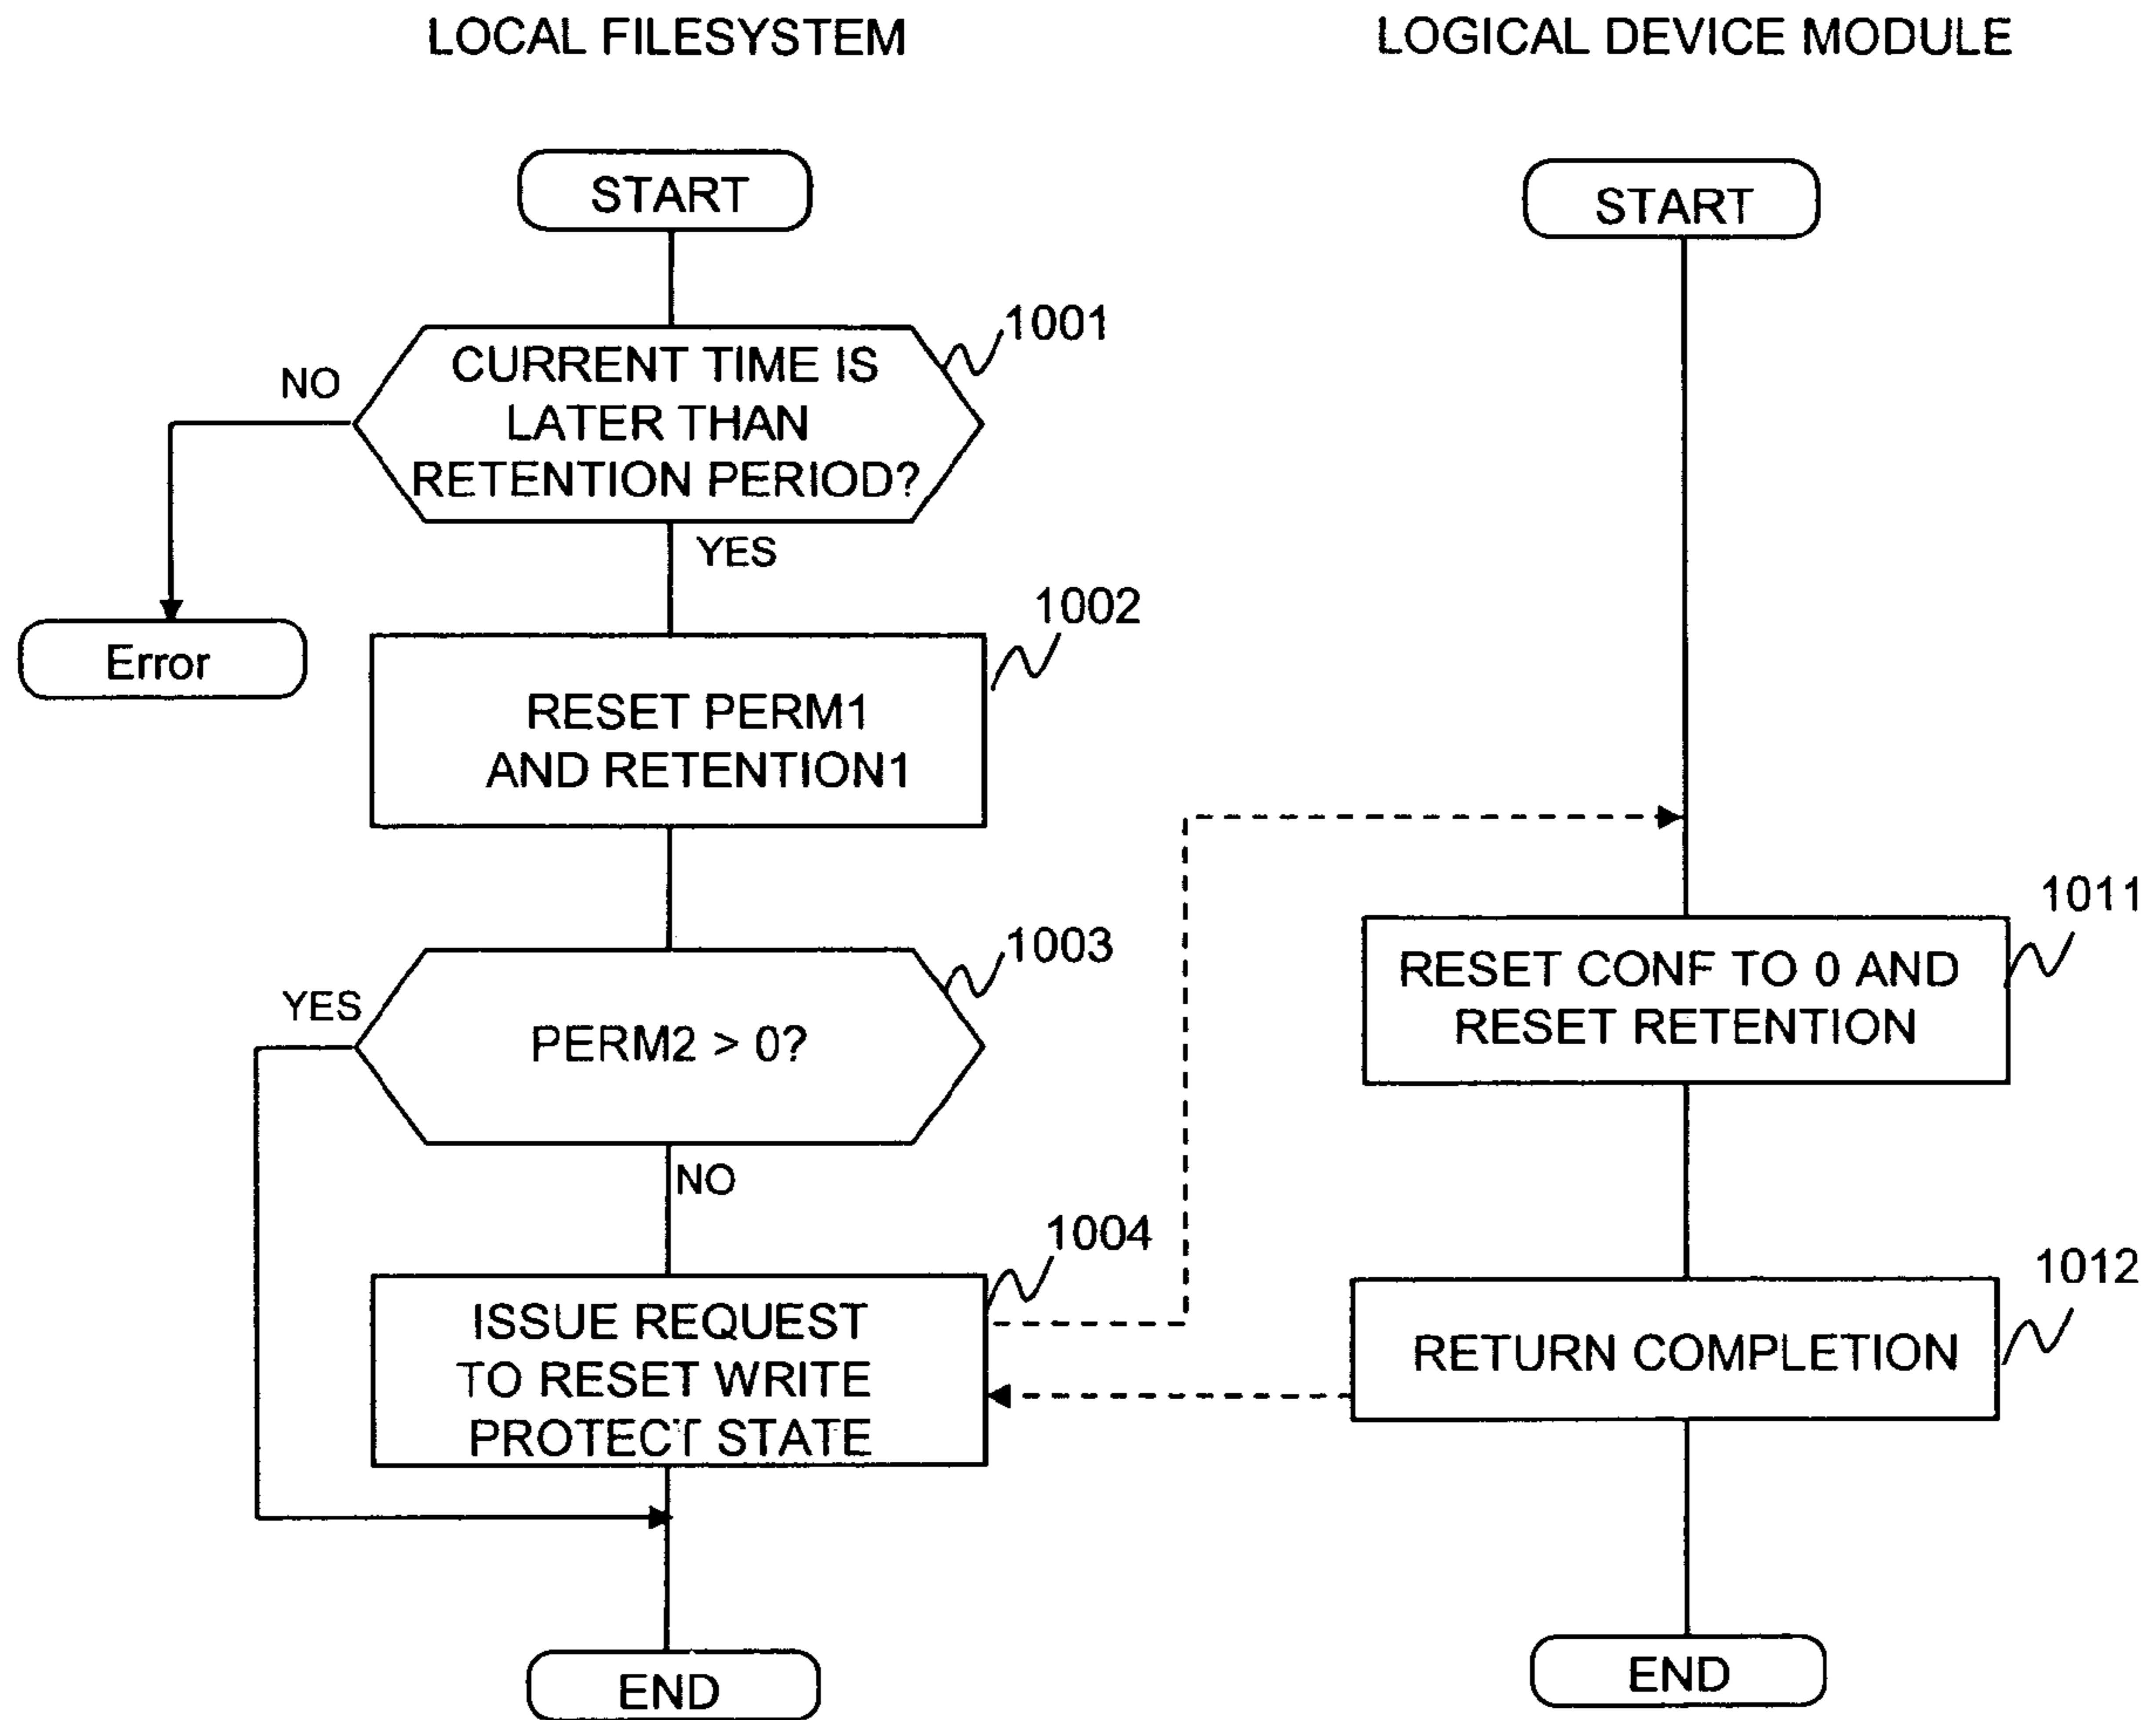 LOCAL FILESYSTEM
START
1001
CURRENT TIME IS
LATER THAN
RETENTION PERIOD?
NO
YES
Error
1002
RESET PERM1
AND RETENTION1
1003
PERM2 > 0?
YES
NO
1004
ISSUE REQUEST
TO RESET WRITE
PROTECT STATE
END
LOGICAL DEVICE MODULE
START
1011
RESET CONF TO 0 AND
RESET RETENTION
1012
RETURN COMPLETION
END